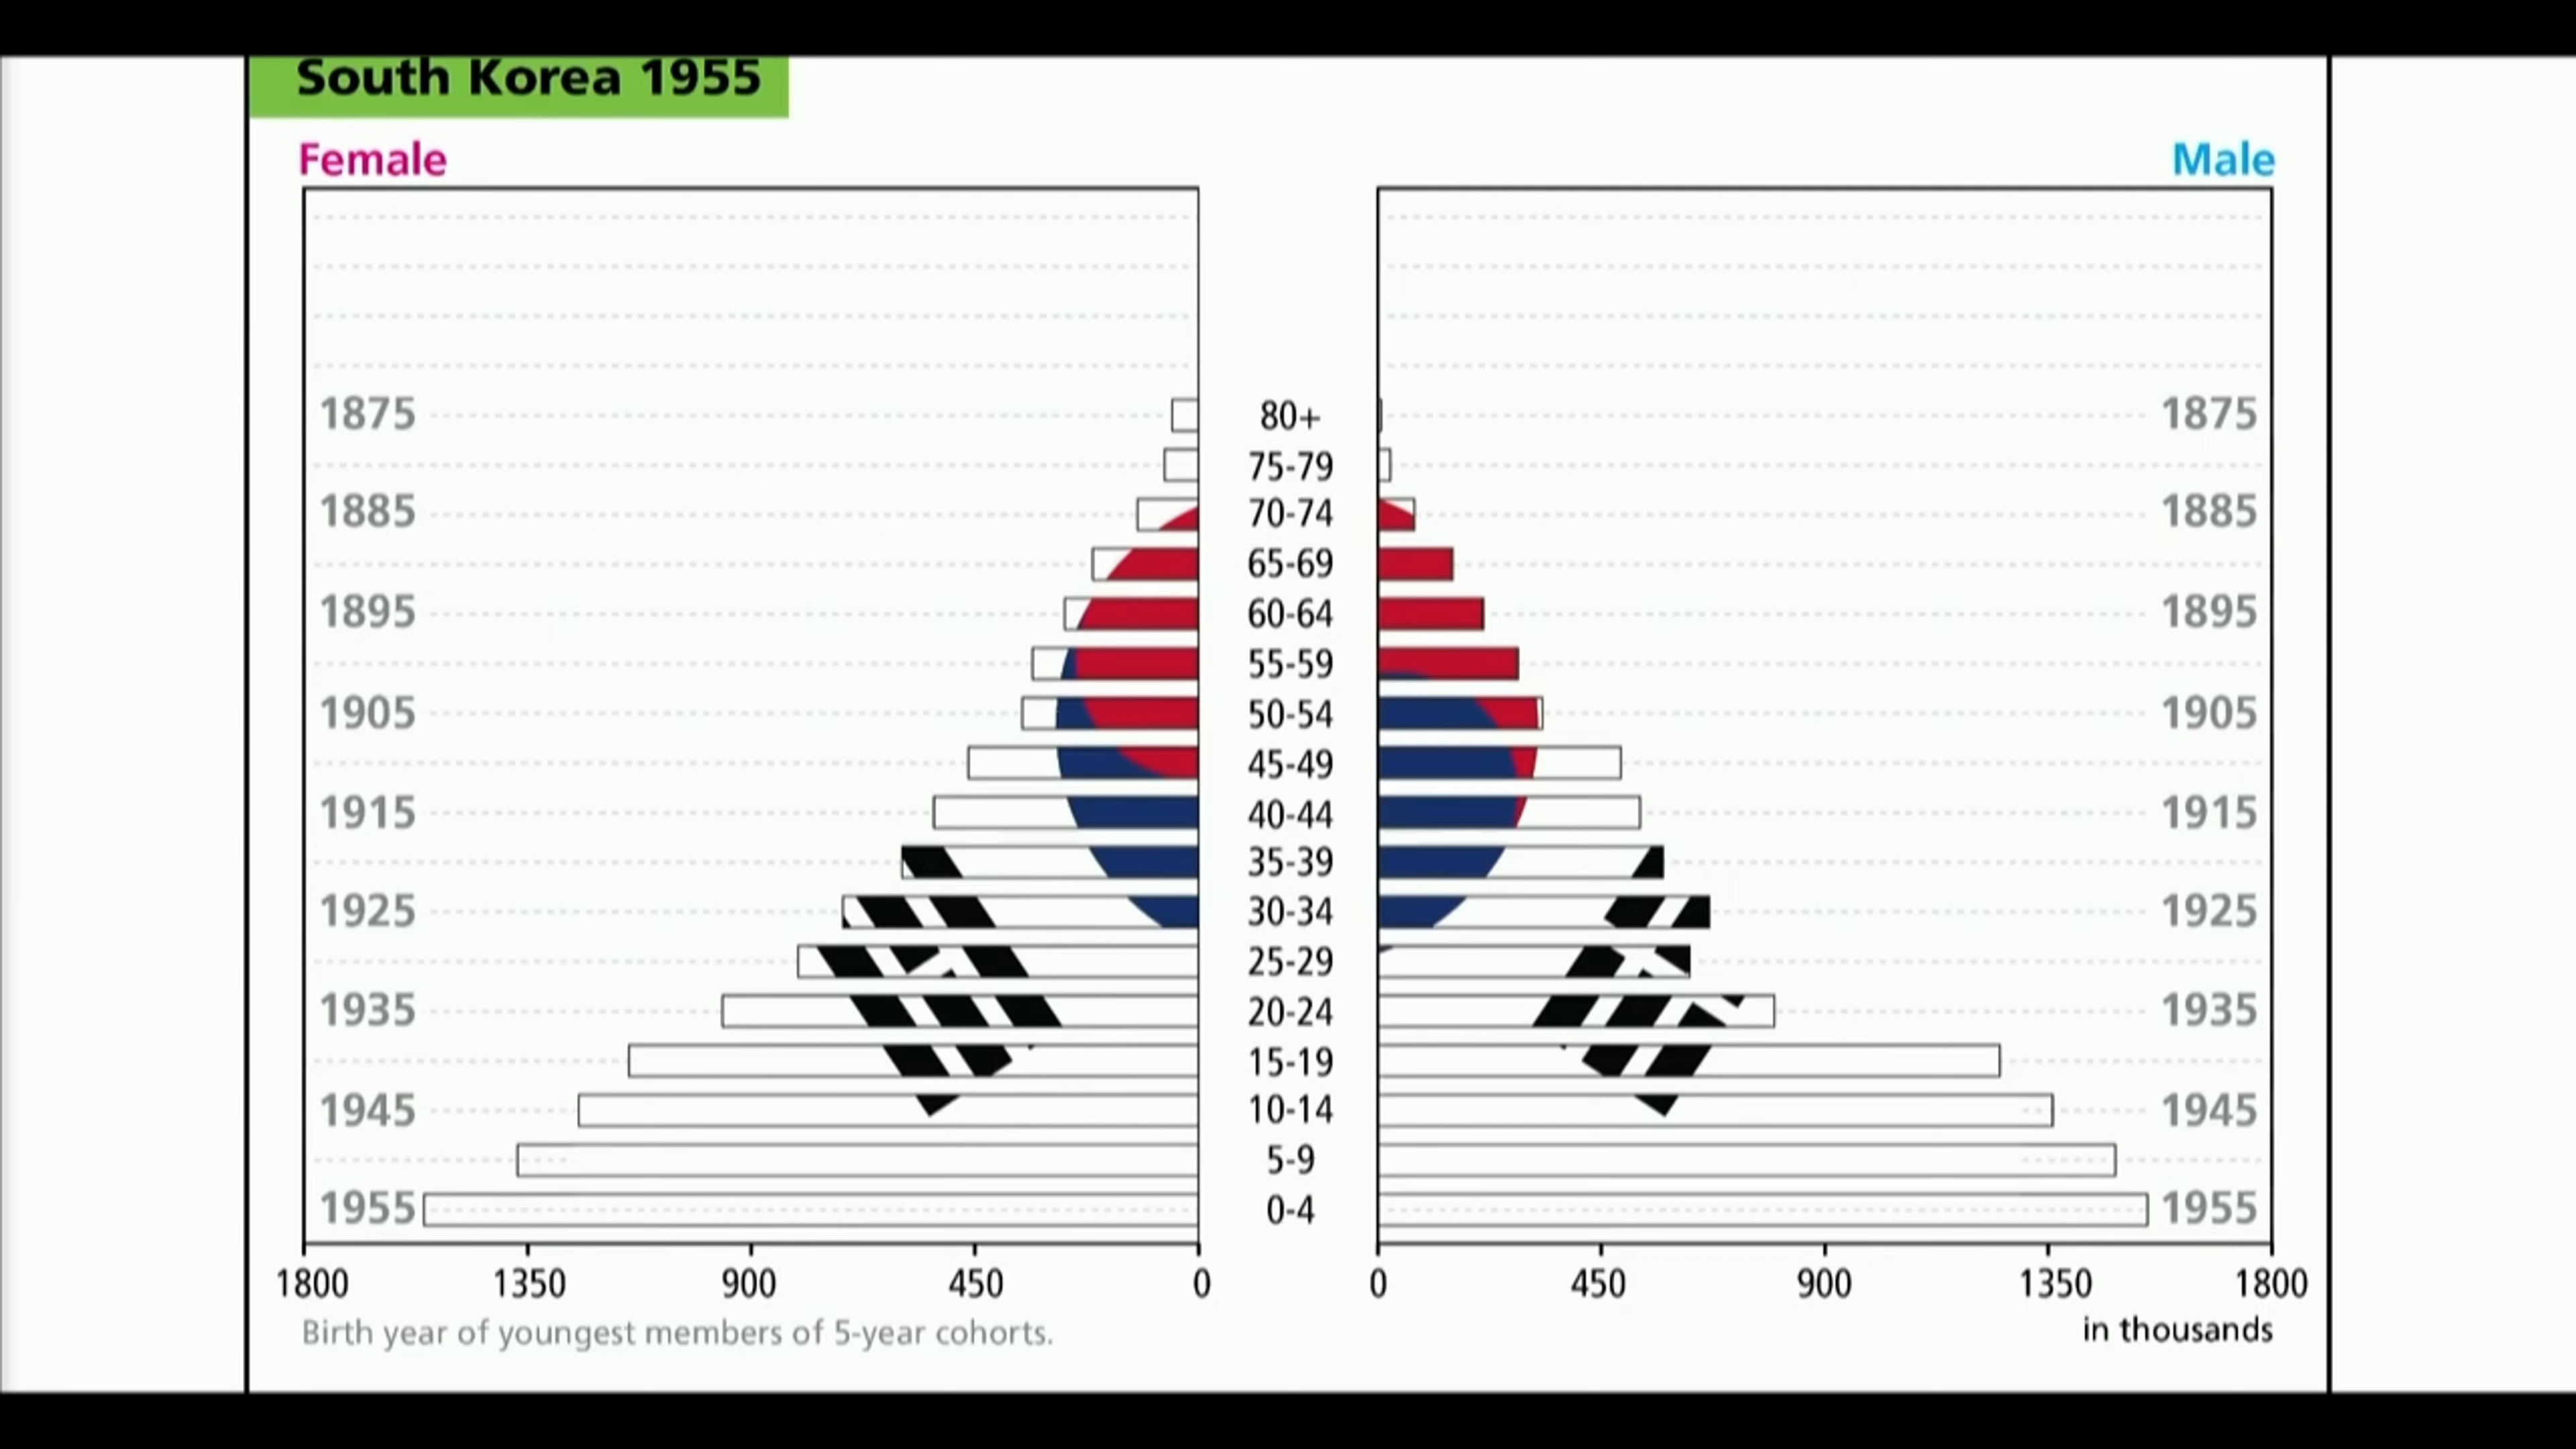 South Korea 1955
Female Male
1875 80+ 1875
75-79
1885 70-74 1885
65-69
1895 60-64 1895
55-59
1905 50-54 1905
45-49
1915 40-44 1915
35-39
1925 30-34 1925
25-29
1935 20-24 1935
15-19
1945 10-14 1945
5-9
1955 0-4 1955
1800 1350 900 450 0 0 450 900 1350 1800
Birth year of youngest members of 5-year cohorts. in thousands